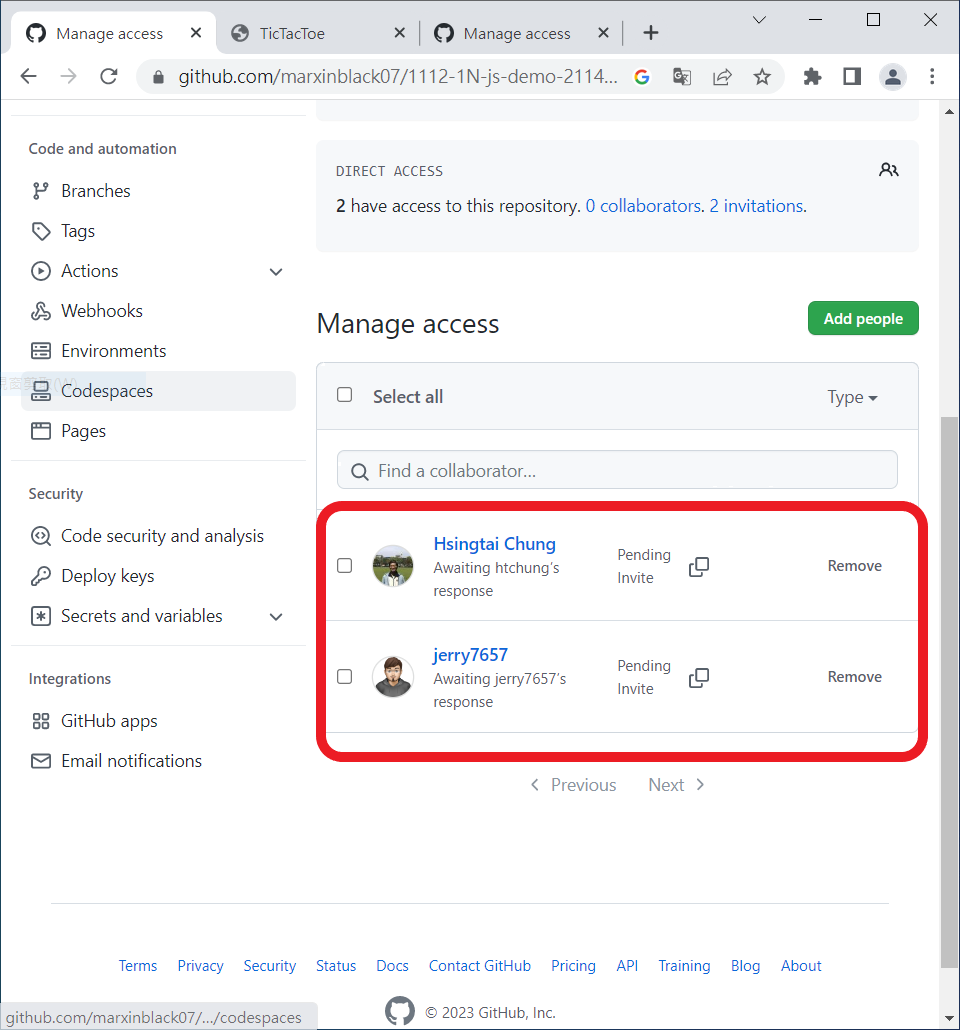 Manage access
TicTacToe
Manage access
github.com/marxinblack07/1112-1N-js-demo-2114...
Code and automation
Branches
Tags
Actions
Webhooks
Environments
Codespaces
Pages
Security
Code security and analysis
Deploy keys
Secrets and variables
Integrations
GitHub apps
Email notifications
DIRECT ACCESS
2 have access to this repository. 0 collaborators. 2 invitations.
Manage access
Add people
Select all
Type
Find a collaborator...
Hsingtai Chung
Awaiting htchung's
response
Pending
Invite
Remove
jerry7657
Awaiting jerry7657's
response
Pending
Invite
Remove
Previous
Next
Terms
Privacy
Security
Status
Docs
Contact GitHub
Pricing
API
Training
Blog
About
© 2023 GitHub, Inc.
github.com/marxinblack07/.../codespaces